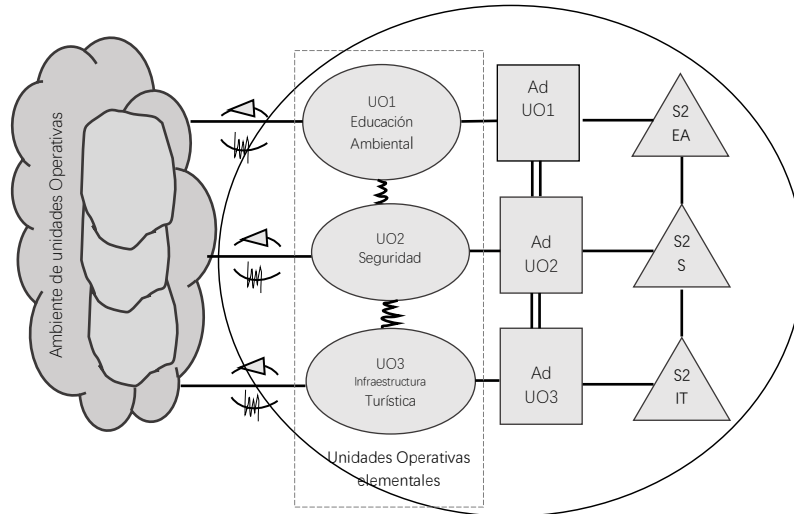 Ambiente de unidades Operativas
UO1
Educación
Ambiental
Ad
UO1
S2
EA
UO2
Seguridad
Ad
UO2
S2
S
UO3
Infraestructura
Turística
Ad
UO3
S2
IT
Unidades Operativas
elementales